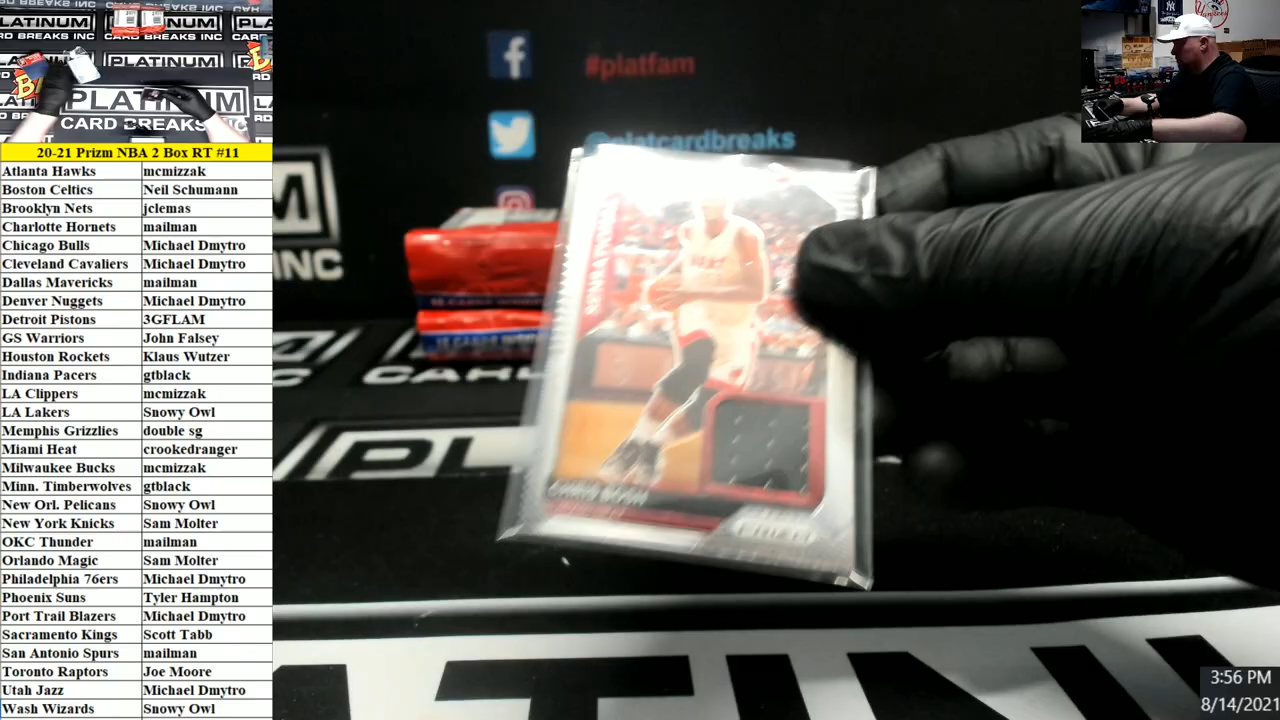 PLATINUM
CARD BREAKS INC
20-21 Prizm NBA 2 Box RT #11
Atlanta Hawks mcmizzak
Boston Celtics Neil Schumann
Brooklyn Nets jclemas
Charlotte Hornets mailman
Chicago Bulls Michael Dmytro
Cleveland Cavaliers Michael Dmytro
Dallas Mavericks mailman
Denver Nuggets Michael Dmytro
Detroit Pistons 3GFLAM
GS Warriors John Falsey
Houston Rockets Klaus Wutzer
Indiana Pacers gtblack
LA Clippers mcmizzak
LA Lakers Snowy Owl
Memphis Grizzlies double sg
Miami Heat crookedranger
Milwaukee Bucks mcmizzak
Minn. Timberwolves gtblack
New Orl. Pelicans Snowy Owl
New York Knicks Sam Molter
OKC Thunder mailman
Orlando Magic Sam Molter
Philadelphia 76ers Michael Dmytro
Phoenix Suns Tyler Hampton
Port Trail Blazers Michael Dmytro
Sacramento Kings Scott Tabb
San Antonio Spurs mailman
Toronto Raptors Joe Moore
Utah Jazz Michael Dmytro
Wash Wizards Snowy Owl
#platfam
@platcardbreaks
INC
CHRIS BOSH
PRIZM
3:56 PM
8/14/2021